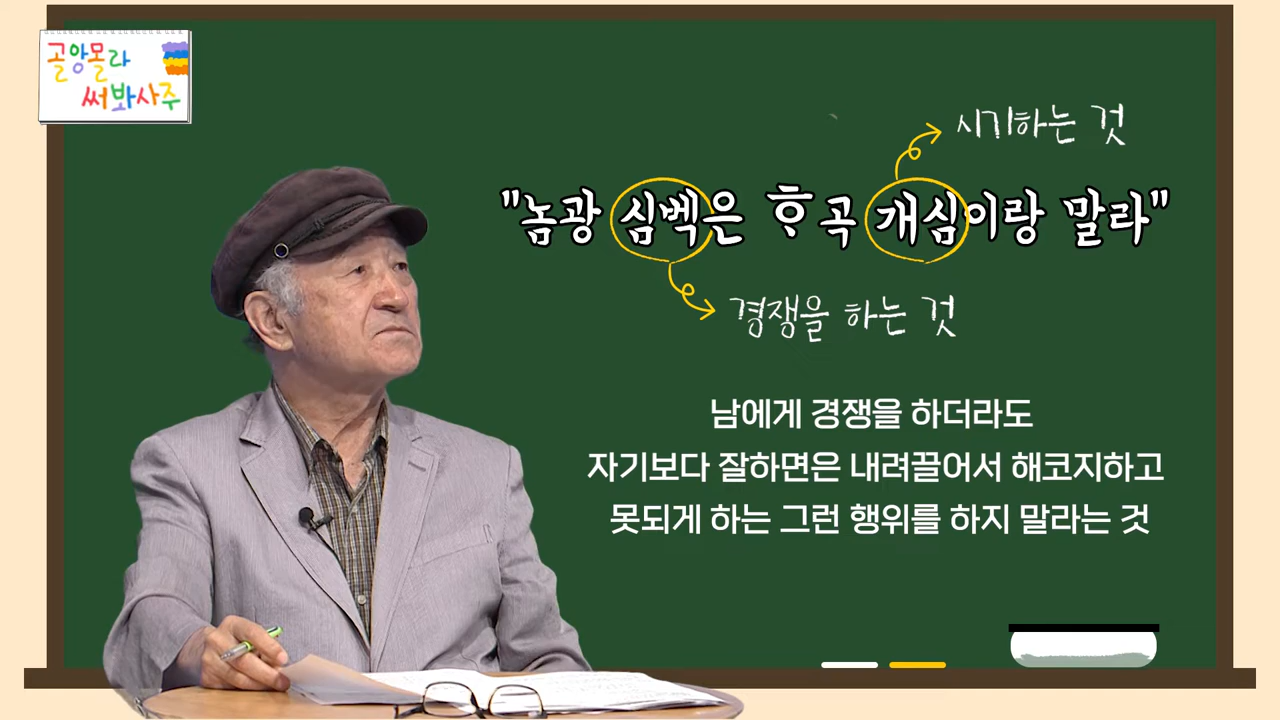 골앙몰라
써봐사주
시기하는 것
"놈광 심벡은 ᄒᆞ곡 개심이랑 말라"
경쟁을 하는 것
남에게 경쟁을 하더라도
자기보다 잘하면은 내려끌어서 해코지하고
못되게 하는 그런 행위를 하지 말라는 것